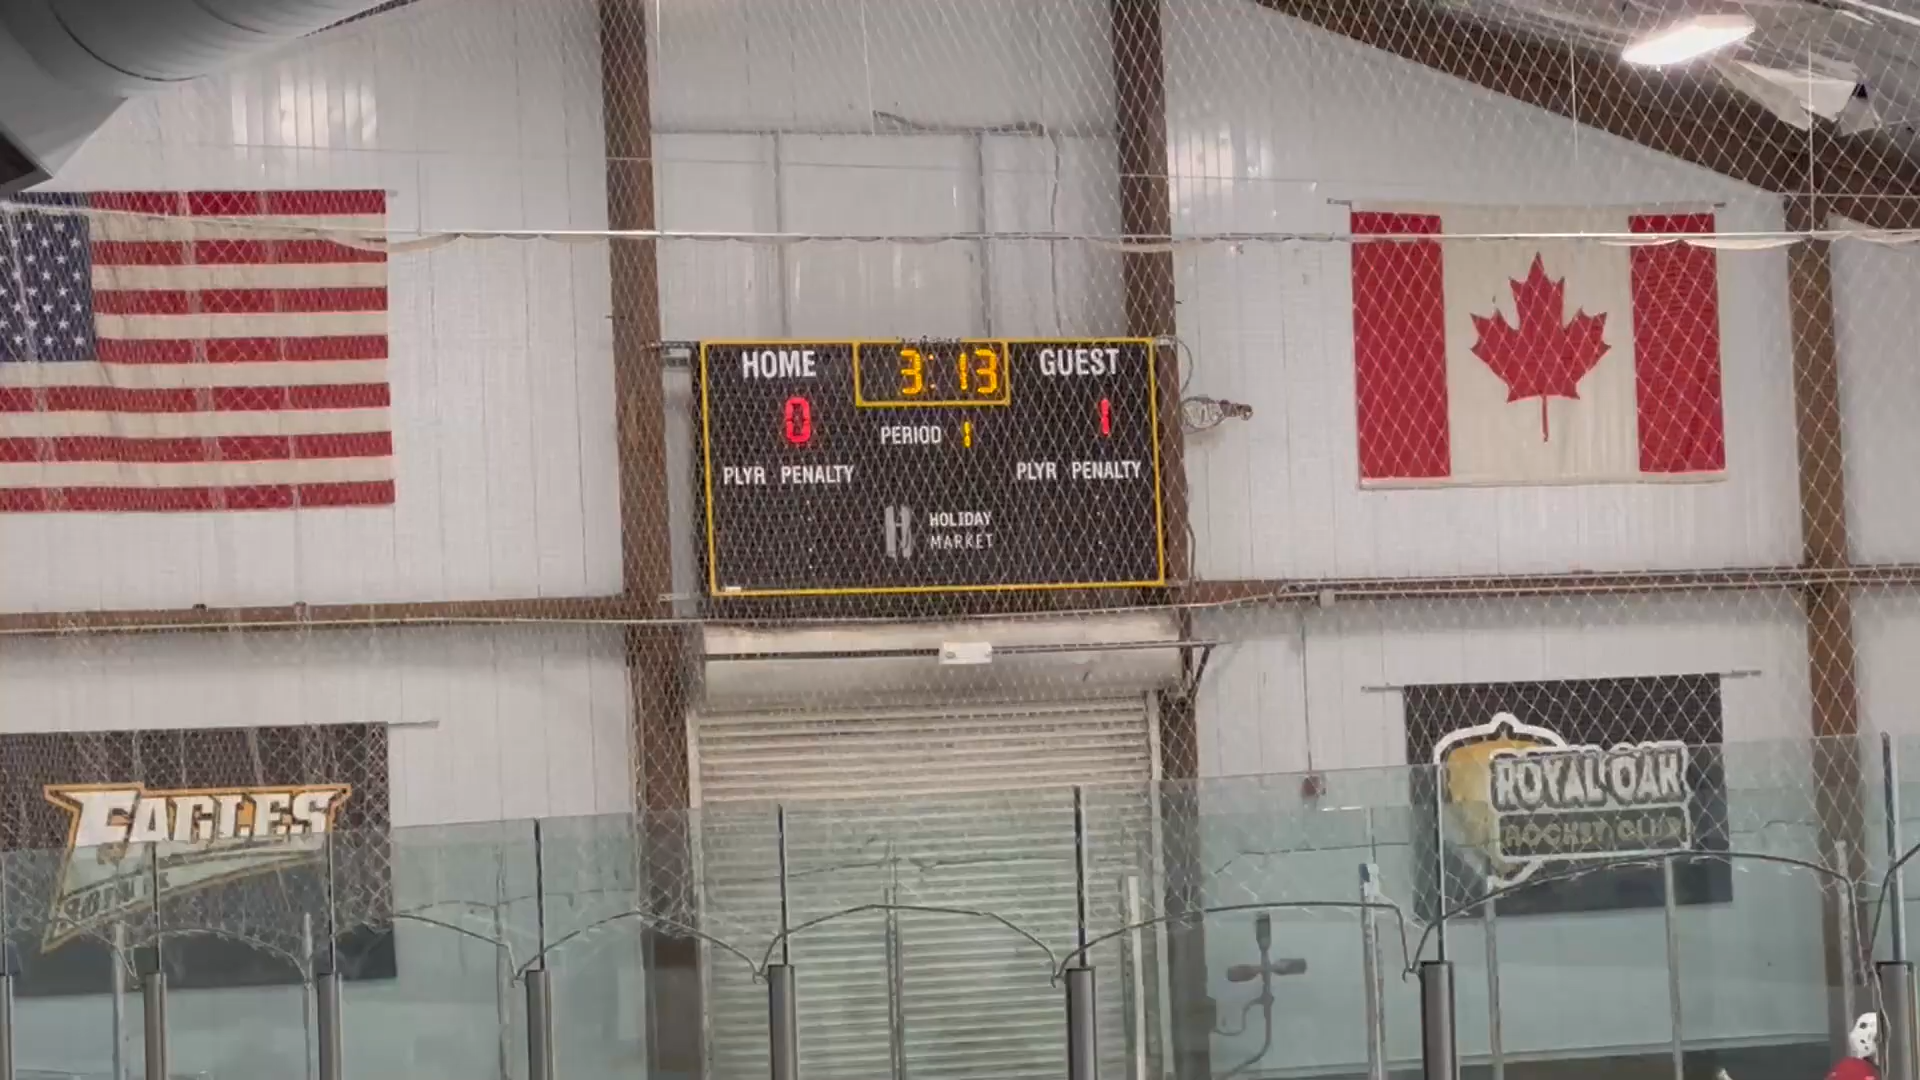 HOME
3:13
GUEST
0
PERIOD 1
1
PLYR PENALTY
PLYR PENALTY
HOLIDAY
MARKET
EAGLES
ROYAL OAK
HOCKEY CLUB